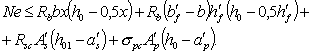 Ne ≤ R_b bx(h_0 − 0,5x) + R_b(b'_f − b)h'_f(h_0 − 0,5h'_f) +
+ R_sc A'_s(h_01 − a'_s) + σ_pc A'_p(h_0 − a'_p).